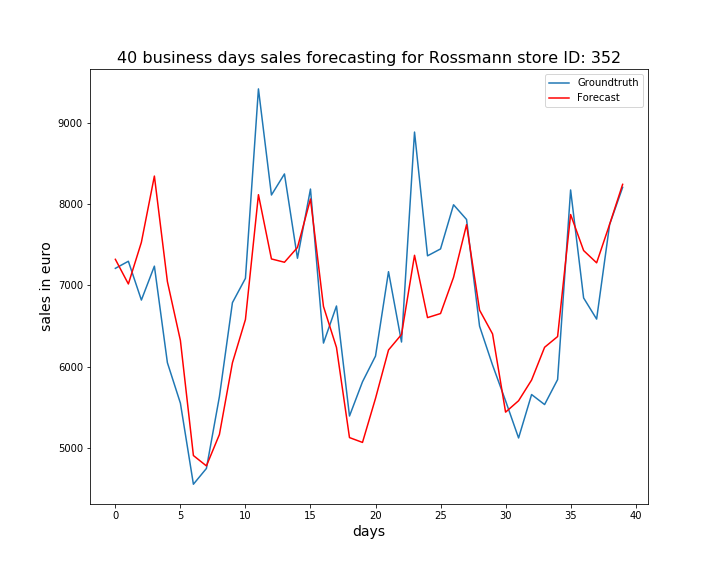 40 business days sales forecasting for Rossmann store ID: 352
Groundtruth
Forecast
9000
8000
7000
6000
5000
sales in euro
0 5 10 15 20 25 30 35 40
days